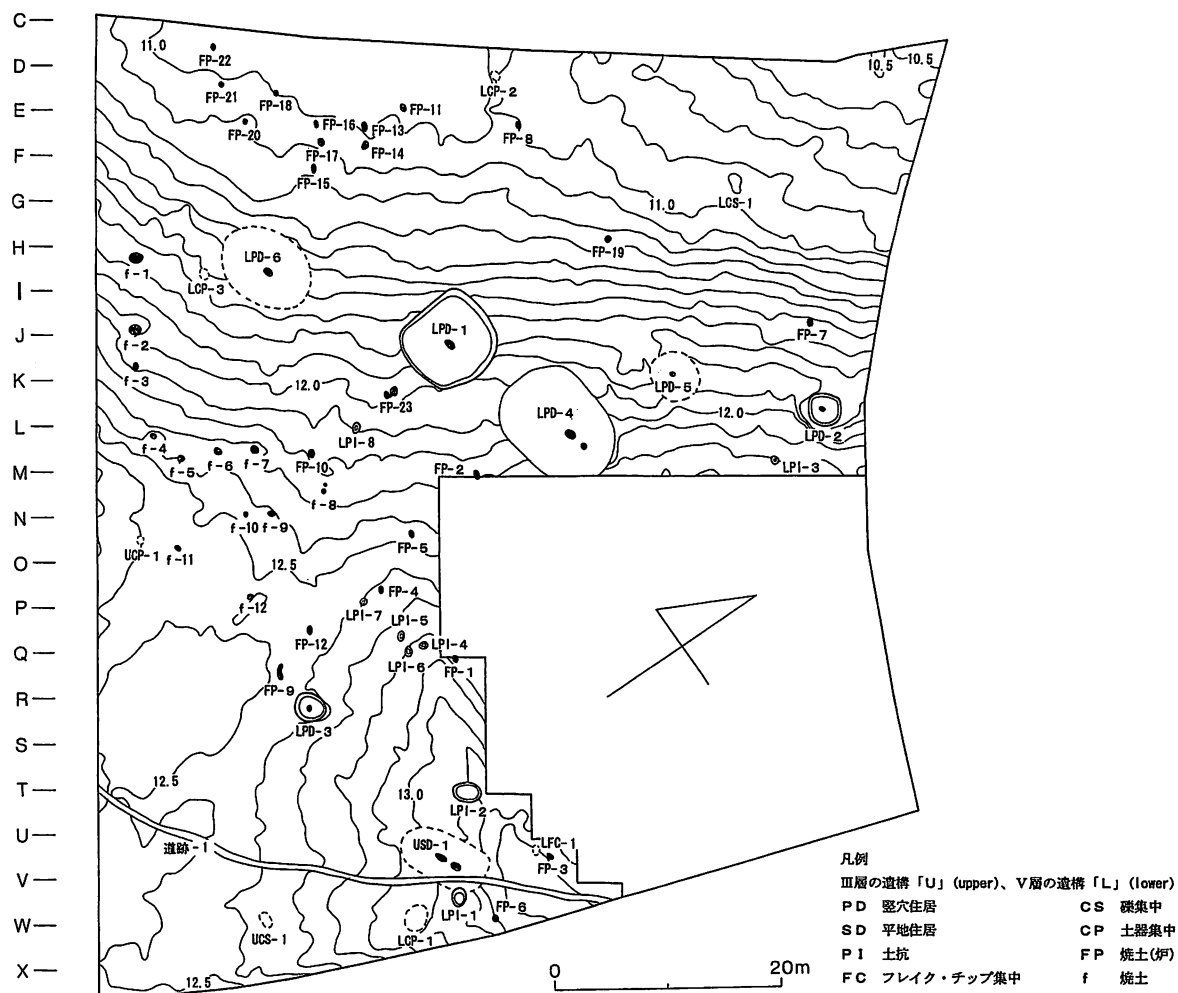 C
D
E
F
G
H
I
J
K
L
M
N
O
P
Q
R
S
T
U
V
W
X
11.0
FP-22
FP-21
FP-18
FP-20
FP-16
FP-11
FP-13
FP-17
FP-14
FP-15
LCP-2
FP-8
10.5
10.5
11.0
LCS-1
FP-19
f-1
LCP-3
LPD-6
f-2
f-3
LPD-1
FP-7
12.0
FP-23
LPD-5
LPD-4
12.0
LPD-2
LPI-8
f-4
f-5
f-6
f-7
FP-10
f-8
FP-2
LPI-3
f-10
f-9
UCP-1
f-11
12.5
FP-5
f-12
FP-4
LPI-7
LPI-5
FP-12
LPI-4
LPI-6
FP-1
FP-9
LPD-3
12.5
13.0
LPI-2
道跡-1
USD-1
LFC-1
FP-3
LPI-1
FP-6
UCS-1
LCP-1
12.5
0
20m
凡例
Ⅲ層の遺構「U」(upper)、Ⅴ層の遺構「L」(lower)
PD 竪穴住居
CS 礫集中
SD 平地住居
CP 土器集中
PI 土抗
FP 焼土(炉)
FC フレイク・チップ集中
f 焼土